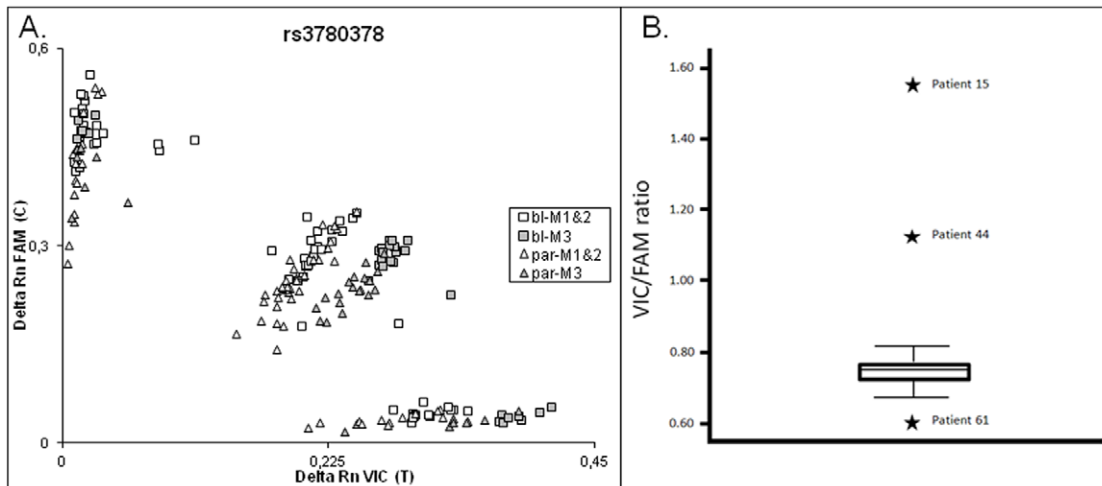 A.
rs3780378
0,6
0,3
0
0
0,225
0,45
Delta Rn FAM (C)
Delta Rn VIC (T)
bl-M1&2
bl-M3
par-M1&2
par-M3
B.
VIC/FAM ratio
1.60
1.40
1.20
1.00
0.80
0.60
Patient 15
Patient 44
Patient 61